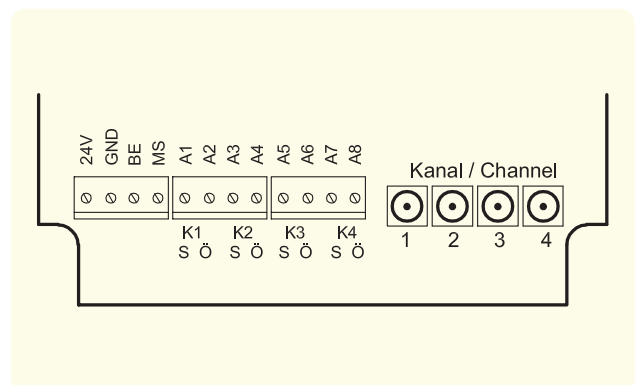 24V GND BE MS A1 A2 A3 A4 A5 A6 A7 A8
Kanal / Channel
K1 K2 K3 K4
S Ö S Ö S Ö S Ö
1 2 3 4